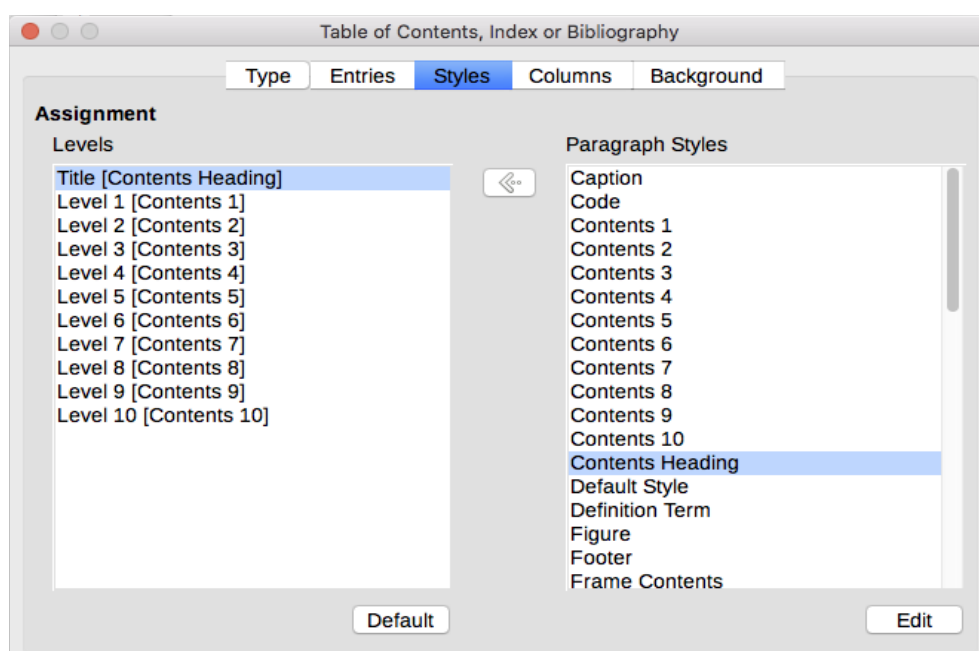 Table of Contents, Index or Bibliography
Type Entries Styles Columns Background
Assignment
Levels
Title [Contents Heading]
Level 1 [Contents 1]
Level 2 [Contents 2]
Level 3 [Contents 3]
Level 4 [Contents 4]
Level 5 [Contents 5]
Level 6 [Contents 6]
Level 7 [Contents 7]
Level 8 [Contents 8]
Level 9 [Contents 9]
Level 10 [Contents 10]
Default
Paragraph Styles
Caption
Code
Contents 1
Contents 2
Contents 3
Contents 4
Contents 5
Contents 6
Contents 7
Contents 8
Contents 9
Contents 10
Contents Heading
Default Style
Definition Term
Figure
Footer
Frame Contents
Edit